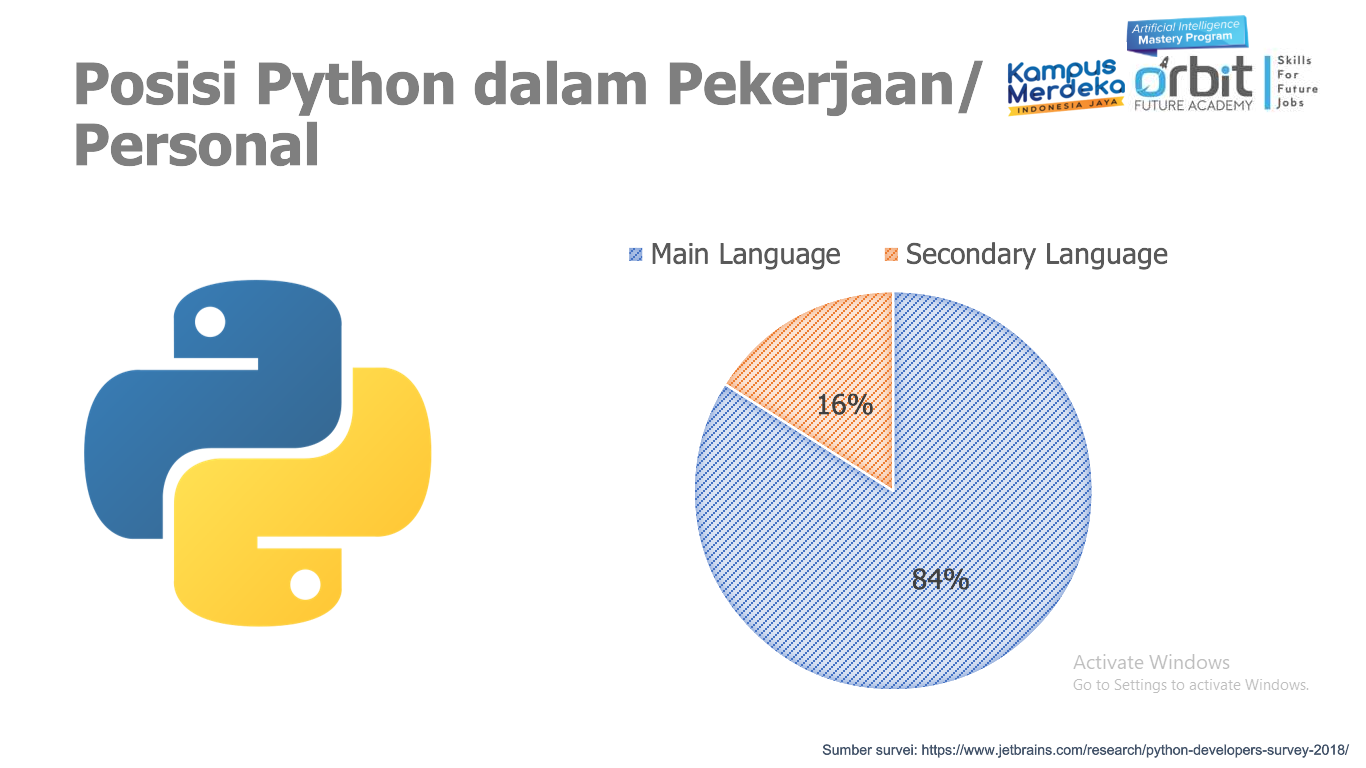 Posisi Python dalam Pekerjaan/
Personal
Artificial Intelligence
Mastery Program
Kampus
Merdeka
INDONESIA JAYA
orbit
FUTURE ACADEMY
Skills
For
Future
Jobs
Main Language
Secondary Language
16%
84%
Activate Windows
Go to Settings to activate Windows.
Sumber survei: https://www.jetbrains.com/research/python-developers-survey-2018/